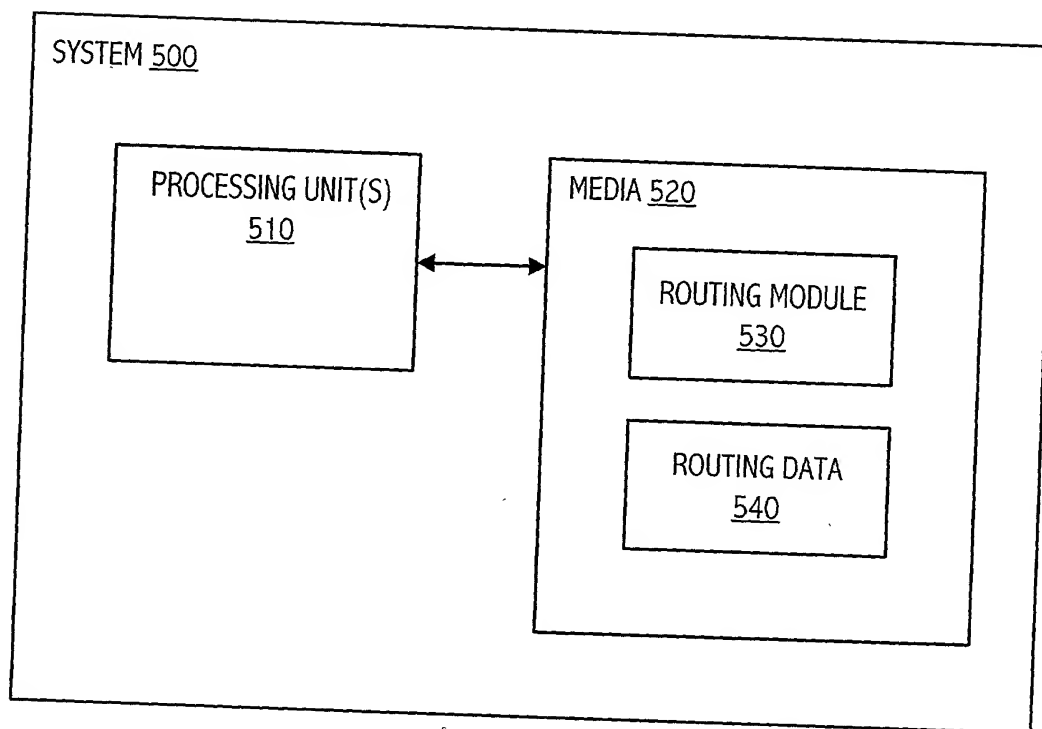 SYSTEM 500
PROCESSING UNIT(S)
510
MEDIA 520
ROUTING MODULE
530
ROUTING DATA
540